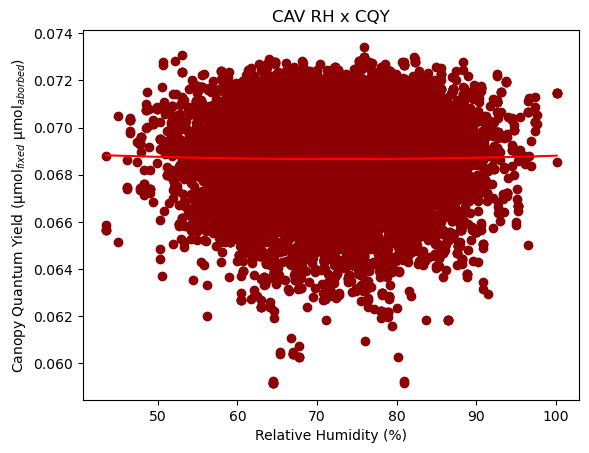 CAV RH x CQY
Canopy Quantum Yield (μmol_fixed μmol_aborbed)
0.074
0.072
0.070
0.068
0.066
0.064
0.062
0.060
50 60 70 80 90 100
Relative Humidity (%)